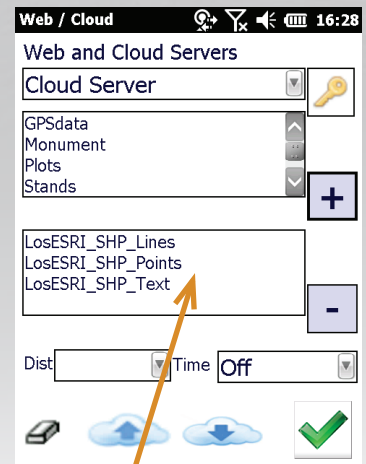 Web / Cloud 16:28
Web and Cloud Servers
Cloud Server
GPSdata
Monument
Plots
Stands
+
LosESRI_SHP_Lines
LosESRI_SHP_Points
LosESRI_SHP_Text
-
Dist Time Off